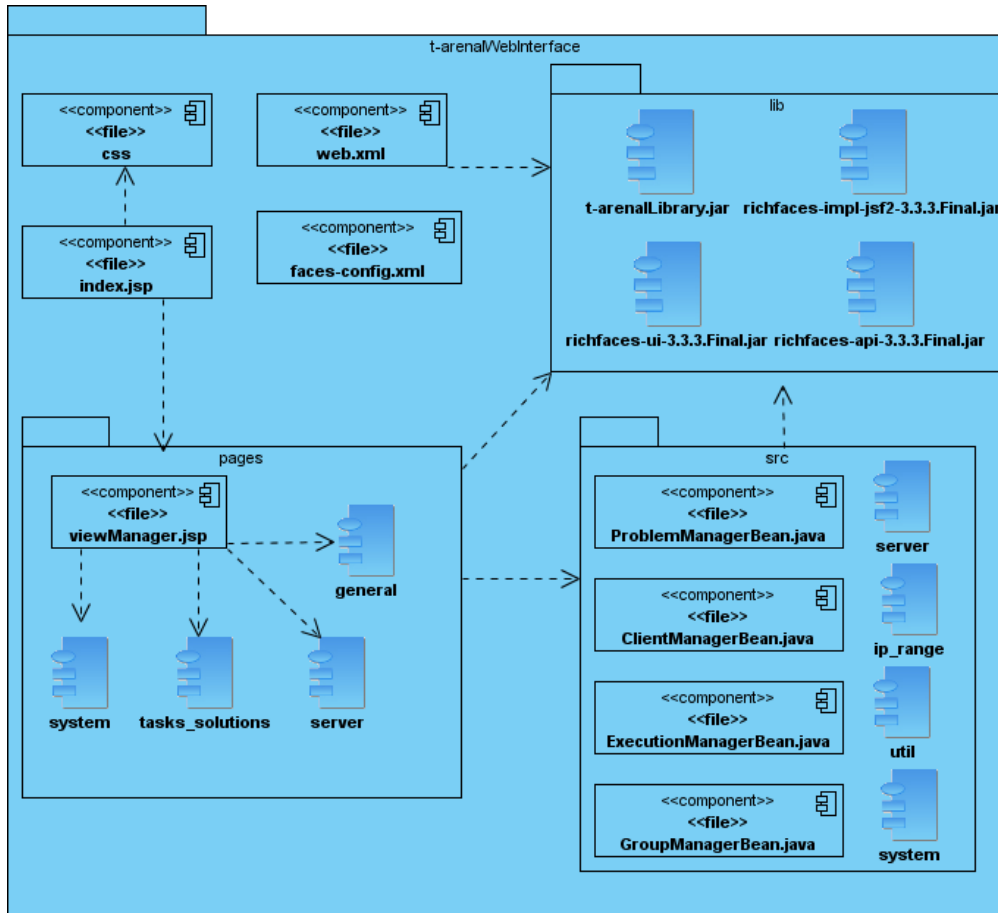 t-arenalWebInterface
<<component>>
<<file>>
css
<<component>>
<<file>>
web.xml
<<component>>
<<file>>
index.jsp
<<component>>
<<file>>
faces-config.xml
lib
t-arenalLibrary.jar
richfaces-impl-jsf2-3.3.3.Final.jar
richfaces-ui-3.3.3.Final.jar
richfaces-api-3.3.3.Final.jar
pages
<<component>>
<<file>>
viewManager.jsp
general
system
tasks_solutions
server
src
<<component>>
<<file>>
ProblemManagerBean.java
server
<<component>>
<<file>>
ClientManagerBean.java
ip_range
<<component>>
<<file>>
ExecutionManagerBean.java
util
<<component>>
<<file>>
GroupManagerBean.java
system